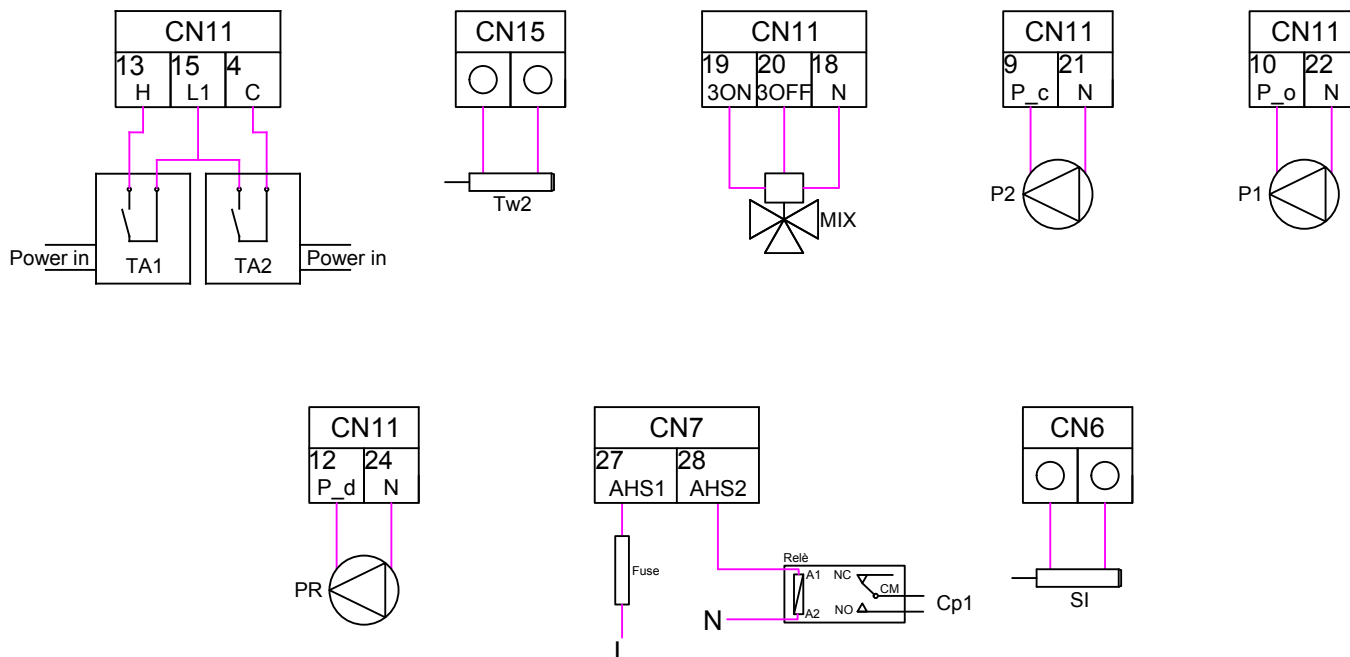 CN11
13 15 4
H L1 C
Power in TA1 TA2 Power in
CN15
Tw2
CN11
19 20 18
3ON 3OFF N
MIX
CN11
9 21
P_c N
P2
CN11
10 22
P_o N
P1
CN11
12 24
P_d N
PR
CN7
27 28
AHS1 AHS2
Fuse
Relè
A1 NC
CM
A2 NO
Cp1
N
CN6
SI